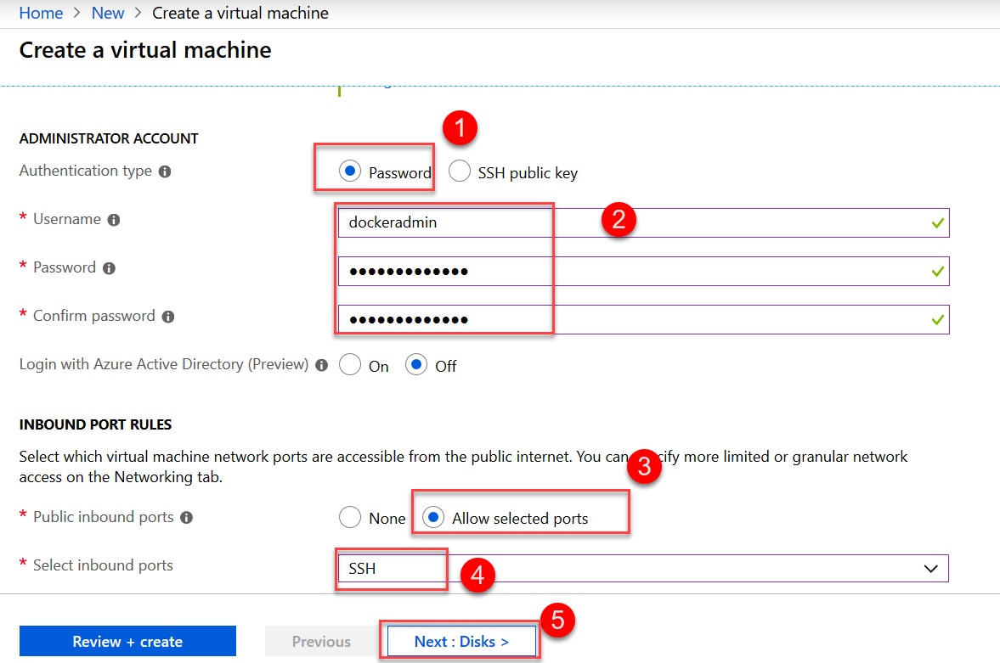 Home > New > Create a virtual machine
Create a virtual machine
ADMINISTRATOR ACCOUNT
1
Authentication type
Password
SSH public key
* Username
dockeradmin
2
* Password
●●●●●●●●●●●●●
* Confirm password
●●●●●●●●●●●●●
Login with Azure Active Directory (Preview)
On
Off
INBOUND PORT RULES
Select which virtual machine network ports are accessible from the public internet. You can cify more limited or granular network
access on the Networking tab.
3
* Public inbound ports
None
Allow selected ports
* Select inbound ports
SSH
4
5
Review + create
Previous
Next : Disks >